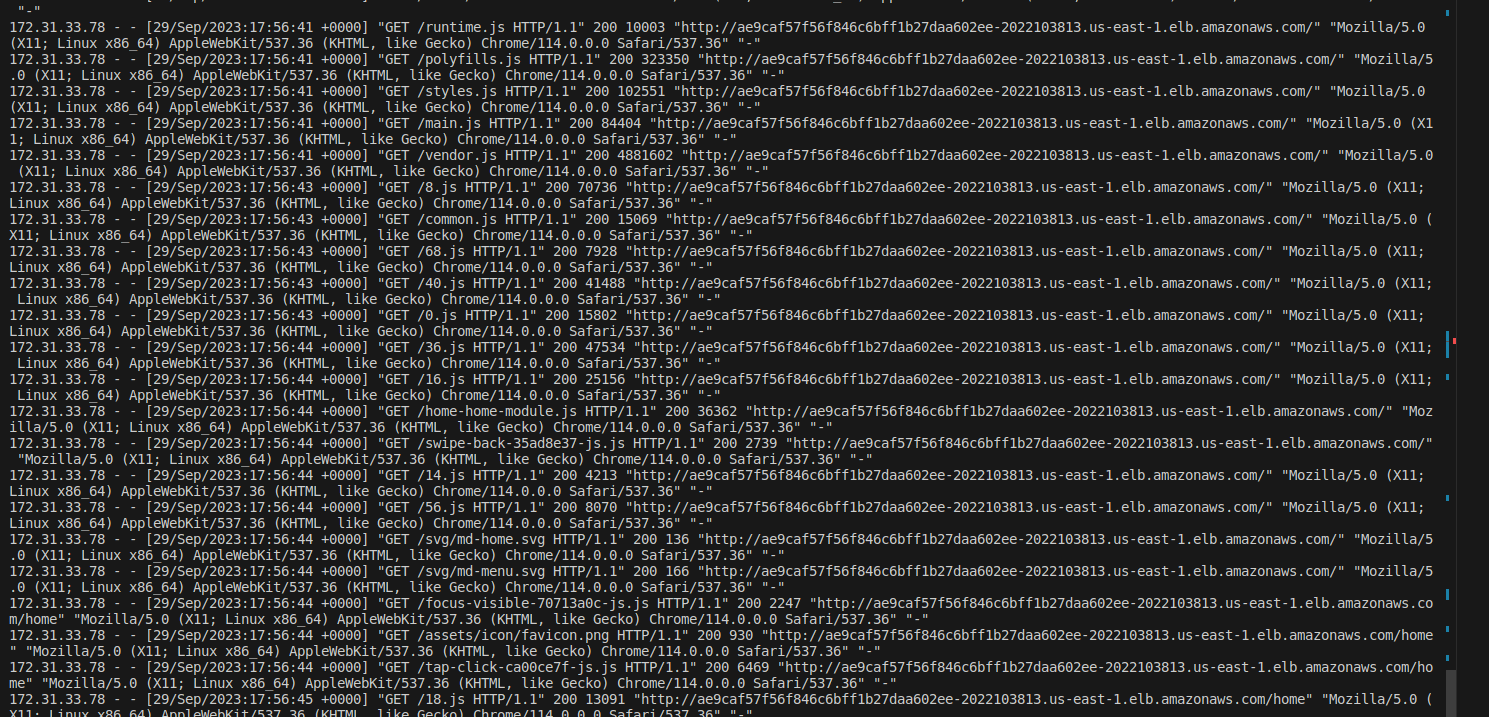 "-"
172.31.33.78 - - [29/Sep/2023:17:56:41 +0000] "GET /runtime.js HTTP/1.1" 200 10003 "http://ae9caf57f56f846c6bff1b27daa602ee-2022103813.us-east-1.elb.amazonaws.com/" "Mozilla/5.0
(X11; Linux x86_64) AppleWebKit/537.36 (KHTML, like Gecko) Chrome/114.0.0.0 Safari/537.36" "-"
172.31.33.78 - - [29/Sep/2023:17:56:41 +0000] "GET /polyfills.js HTTP/1.1" 200 323350 "http://ae9caf57f56f846c6bff1b27daa602ee-2022103813.us-east-1.elb.amazonaws.com/" "Mozilla/5
.0 (X11; Linux x86_64) AppleWebKit/537.36 (KHTML, like Gecko) Chrome/114.0.0.0 Safari/537.36" "-"
172.31.33.78 - - [29/Sep/2023:17:56:41 +0000] "GET /styles.js HTTP/1.1" 200 102551 "http://ae9caf57f56f846c6bff1b27daa602ee-2022103813.us-east-1.elb.amazonaws.com/" "Mozilla/5.0
(X11; Linux x86_64) AppleWebKit/537.36 (KHTML, like Gecko) Chrome/114.0.0.0 Safari/537.36" "-"
172.31.33.78 - - [29/Sep/2023:17:56:41 +0000] "GET /main.js HTTP/1.1" 200 84404 "http://ae9caf57f56f846c6bff1b27daa602ee-2022103813.us-east-1.elb.amazonaws.com/" "Mozilla/5.0 (X1
1; Linux x86_64) AppleWebKit/537.36 (KHTML, like Gecko) Chrome/114.0.0.0 Safari/537.36" "-"
172.31.33.78 - - [29/Sep/2023:17:56:41 +0000] "GET /vendor.js HTTP/1.1" 200 4881602 "http://ae9caf57f56f846c6bff1b27daa602ee-2022103813.us-east-1.elb.amazonaws.com/" "Mozilla/5.0
(X11; Linux x86_64) AppleWebKit/537.36 (KHTML, like Gecko) Chrome/114.0.0.0 Safari/537.36" "-"
172.31.33.78 - - [29/Sep/2023:17:56:43 +0000] "GET /8.js HTTP/1.1" 200 70736 "http://ae9caf57f56f846c6bff1b27daa602ee-2022103813.us-east-1.elb.amazonaws.com/" "Mozilla/5.0 (X11;
Linux x86_64) AppleWebKit/537.36 (KHTML, like Gecko) Chrome/114.0.0.0 Safari/537.36" "-"
172.31.33.78 - - [29/Sep/2023:17:56:43 +0000] "GET /common.js HTTP/1.1" 200 15069 "http://ae9caf57f56f846c6bff1b27daa602ee-2022103813.us-east-1.elb.amazonaws.com/" "Mozilla/5.0 (
X11; Linux x86_64) AppleWebKit/537.36 (KHTML, like Gecko) Chrome/114.0.0.0 Safari/537.36" "-"
172.31.33.78 - - [29/Sep/2023:17:56:43 +0000] "GET /68.js HTTP/1.1" 200 7928 "http://ae9caf57f56f846c6bff1b27daa602ee-2022103813.us-east-1.elb.amazonaws.com/" "Mozilla/5.0 (X11;
Linux x86_64) AppleWebKit/537.36 (KHTML, like Gecko) Chrome/114.0.0.0 Safari/537.36" "-"
172.31.33.78 - - [29/Sep/2023:17:56:43 +0000] "GET /40.js HTTP/1.1" 200 41488 "http://ae9caf57f56f846c6bff1b27daa602ee-2022103813.us-east-1.elb.amazonaws.com/" "Mozilla/5.0 (X11;
Linux x86_64) AppleWebKit/537.36 (KHTML, like Gecko) Chrome/114.0.0.0 Safari/537.36" "-"
172.31.33.78 - - [29/Sep/2023:17:56:43 +0000] "GET /0.js HTTP/1.1" 200 15802 "http://ae9caf57f56f846c6bff1b27daa602ee-2022103813.us-east-1.elb.amazonaws.com/" "Mozilla/5.0 (X11;
Linux x86_64) AppleWebKit/537.36 (KHTML, like Gecko) Chrome/114.0.0.0 Safari/537.36" "-"
172.31.33.78 - - [29/Sep/2023:17:56:44 +0000] "GET /36.js HTTP/1.1" 200 47534 "http://ae9caf57f56f846c6bff1b27daa602ee-2022103813.us-east-1.elb.amazonaws.com/" "Mozilla/5.0 (X11;
Linux x86_64) AppleWebKit/537.36 (KHTML, like Gecko) Chrome/114.0.0.0 Safari/537.36" "-"
172.31.33.78 - - [29/Sep/2023:17:56:44 +0000] "GET /16.js HTTP/1.1" 200 25156 "http://ae9caf57f56f846c6bff1b27daa602ee-2022103813.us-east-1.elb.amazonaws.com/" "Mozilla/5.0 (X11;
Linux x86_64) AppleWebKit/537.36 (KHTML, like Gecko) Chrome/114.0.0.0 Safari/537.36" "-"
172.31.33.78 - - [29/Sep/2023:17:56:44 +0000] "GET /home-home-module.js HTTP/1.1" 200 36362 "http://ae9caf57f56f846c6bff1b27daa602ee-2022103813.us-east-1.elb.amazonaws.com/" "Moz
illa/5.0 (X11; Linux x86_64) AppleWebKit/537.36 (KHTML, like Gecko) Chrome/114.0.0.0 Safari/537.36" "-"
172.31.33.78 - - [29/Sep/2023:17:56:44 +0000] "GET /swipe-back-35ad8e37-js.js HTTP/1.1" 200 2739 "http://ae9caf57f56f846c6bff1b27daa602ee-2022103813.us-east-1.elb.amazonaws.com/"
"Mozilla/5.0 (X11; Linux x86_64) AppleWebKit/537.36 (KHTML, like Gecko) Chrome/114.0.0.0 Safari/537.36" "-"
172.31.33.78 - - [29/Sep/2023:17:56:44 +0000] "GET /14.js HTTP/1.1" 200 4213 "http://ae9caf57f56f846c6bff1b27daa602ee-2022103813.us-east-1.elb.amazonaws.com/" "Mozilla/5.0 (X11;
Linux x86_64) AppleWebKit/537.36 (KHTML, like Gecko) Chrome/114.0.0.0 Safari/537.36" "-"
172.31.33.78 - - [29/Sep/2023:17:56:44 +0000] "GET /56.js HTTP/1.1" 200 8070 "http://ae9caf57f56f846c6bff1b27daa602ee-2022103813.us-east-1.elb.amazonaws.com/" "Mozilla/5.0 (X11;
Linux x86_64) AppleWebKit/537.36 (KHTML, like Gecko) Chrome/114.0.0.0 Safari/537.36" "-"
172.31.33.78 - - [29/Sep/2023:17:56:44 +0000] "GET /svg/md-home.svg HTTP/1.1" 200 136 "http://ae9caf57f56f846c6bff1b27daa602ee-2022103813.us-east-1.elb.amazonaws.com/" "Mozilla/5
.0 (X11; Linux x86_64) AppleWebKit/537.36 (KHTML, like Gecko) Chrome/114.0.0.0 Safari/537.36" "-"
172.31.33.78 - - [29/Sep/2023:17:56:44 +0000] "GET /svg/md-menu.svg HTTP/1.1" 200 166 "http://ae9caf57f56f846c6bff1b27daa602ee-2022103813.us-east-1.elb.amazonaws.com/" "Mozilla/5
.0 (X11; Linux x86_64) AppleWebKit/537.36 (KHTML, like Gecko) Chrome/114.0.0.0 Safari/537.36" "-"
172.31.33.78 - - [29/Sep/2023:17:56:44 +0000] "GET /focus-visible-70713a0c-js.js HTTP/1.1" 200 2247 "http://ae9caf57f56f846c6bff1b27daa602ee-2022103813.us-east-1.elb.amazonaws.co
m/home" "Mozilla/5.0 (X11; Linux x86_64) AppleWebKit/537.36 (KHTML, like Gecko) Chrome/114.0.0.0 Safari/537.36" "-"
172.31.33.78 - - [29/Sep/2023:17:56:44 +0000] "GET /assets/icon/favicon.png HTTP/1.1" 200 930 "http://ae9caf57f56f846c6bff1b27daa602ee-2022103813.us-east-1.elb.amazonaws.com/home
" "Mozilla/5.0 (X11; Linux x86_64) AppleWebKit/537.36 (KHTML, like Gecko) Chrome/114.0.0.0 Safari/537.36" "-"
172.31.33.78 - - [29/Sep/2023:17:56:44 +0000] "GET /tap-click-ca00ce7f-js.js HTTP/1.1" 200 6469 "http://ae9caf57f56f846c6bff1b27daa602ee-2022103813.us-east-1.elb.amazonaws.com/ho
me" "Mozilla/5.0 (X11; Linux x86_64) AppleWebKit/537.36 (KHTML, like Gecko) Chrome/114.0.0.0 Safari/537.36" "-"
172.31.33.78 - - [29/Sep/2023:17:56:45 +0000] "GET /18.js HTTP/1.1" 200 13091 "http://ae9caf57f56f846c6bff1b27daa602ee-2022103813.us-east-1.elb.amazonaws.com/home" "Mozilla/5.0 (
X11; Linux x86_64) AppleWebKit/537.36 (KHTML, like Gecko) Chrome/114.0.0.0 Safari/537.36" "-"